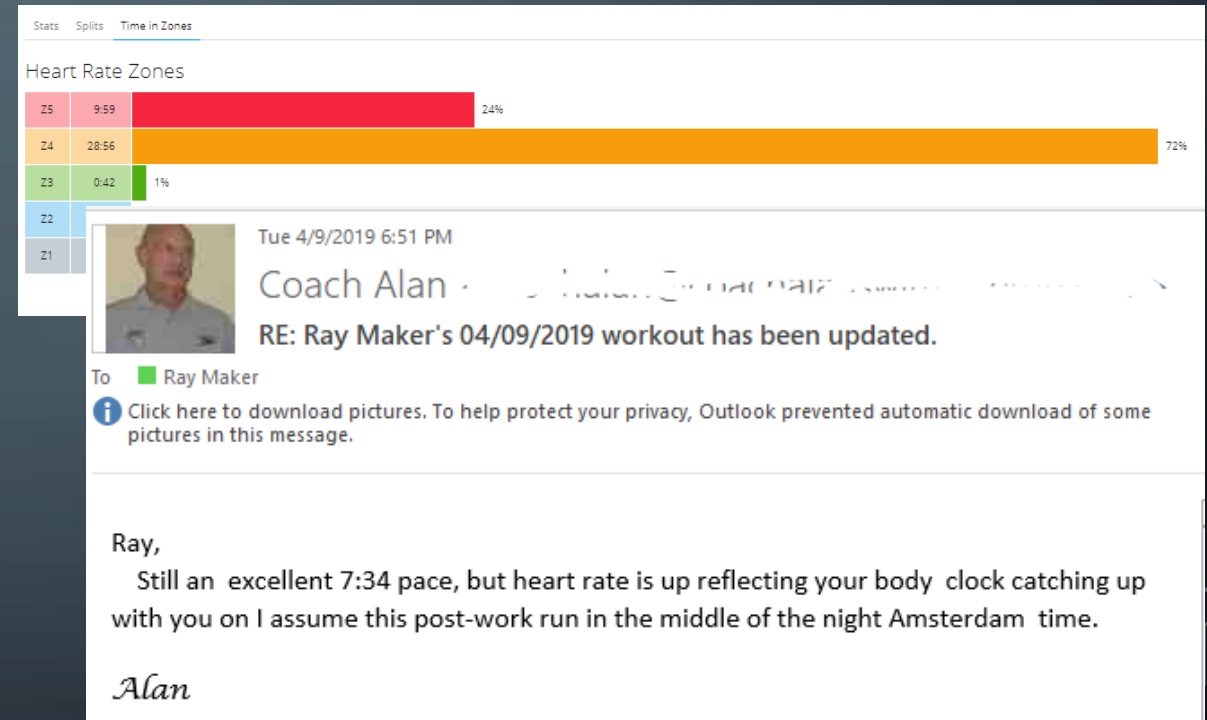 Stats Splits Time in Zones
Heart Rate Zones
Z5 9:59 24%
Z4 28:56 72%
Z3 0:42 1%
Z2
Z1
Tue 4/9/2019 6:51 PM
Coach Alan
RE: Ray Maker's 04/09/2019 workout has been updated.
To Ray Maker
Click here to download pictures. To help protect your privacy, Outlook prevented automatic download of some
pictures in this message.
Ray,
Still an excellent 7:34 pace, but heart rate is up reflecting your body clock catching up
with you on I assume this post-work run in the middle of the night Amsterdam time.
Alan